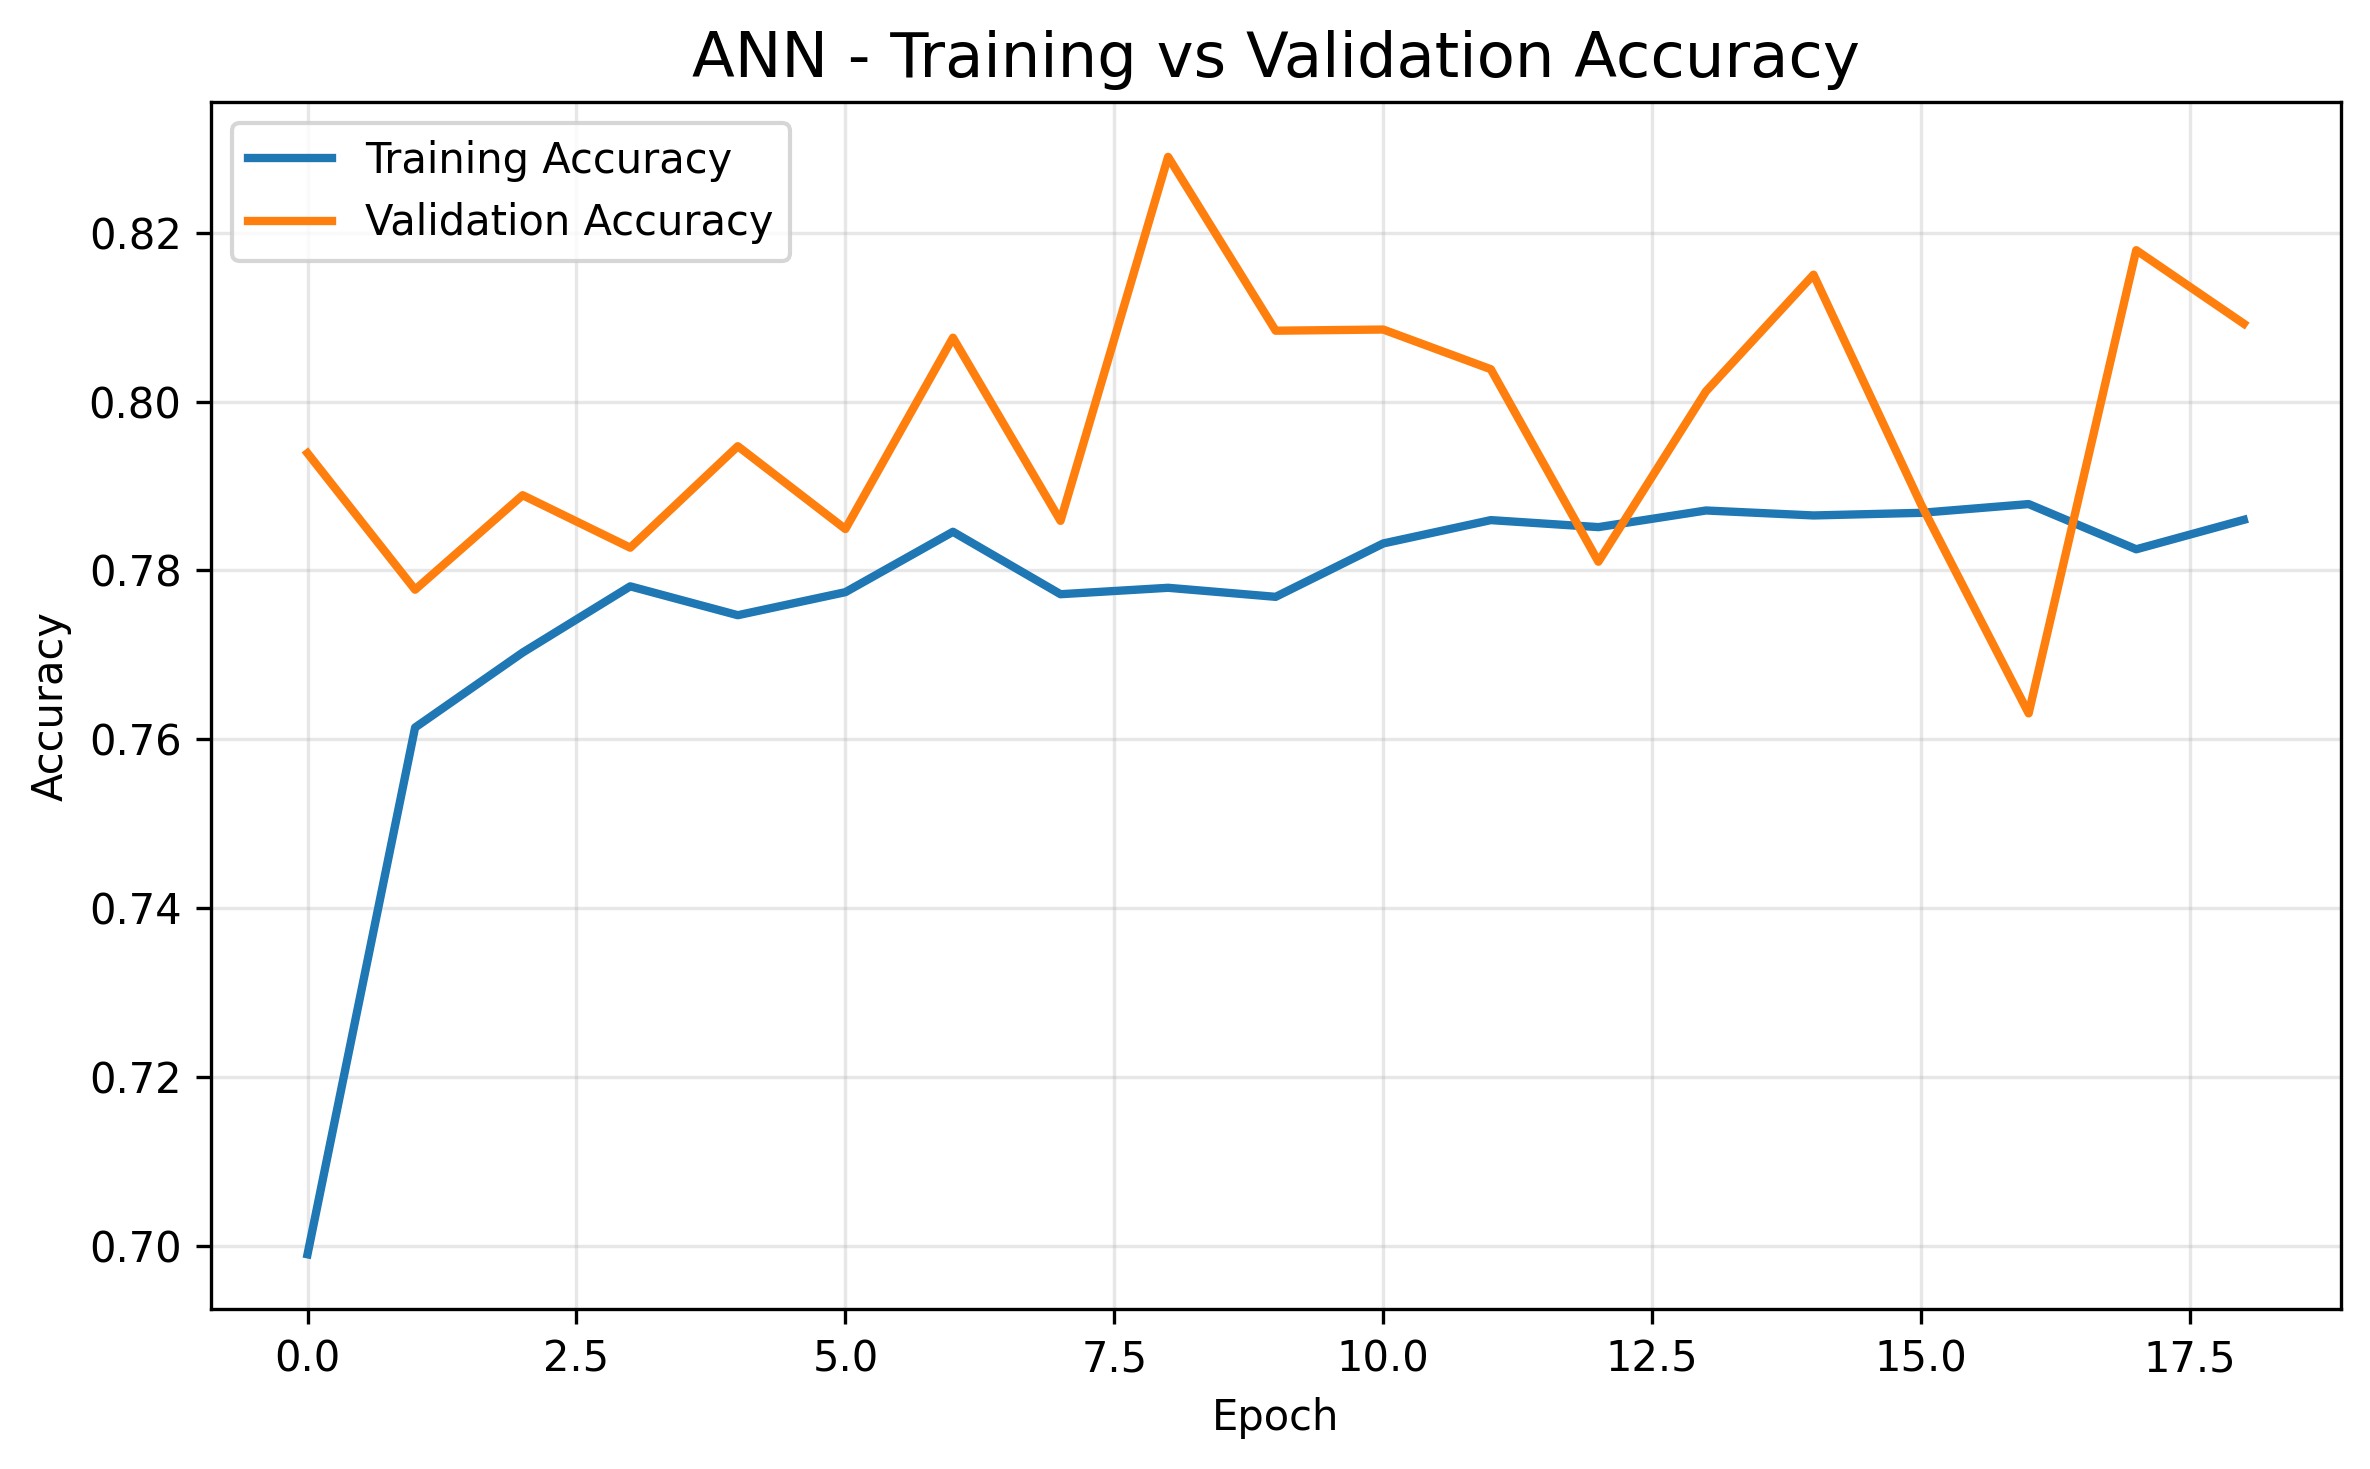 ANN - Training vs Validation Accuracy
Training Accuracy
Validation Accuracy
0.82
0.80
0.78
0.76
0.74
0.72
0.70
Accuracy
0.0 2.5 5.0 7.5 10.0 12.5 15.0 17.5
Epoch